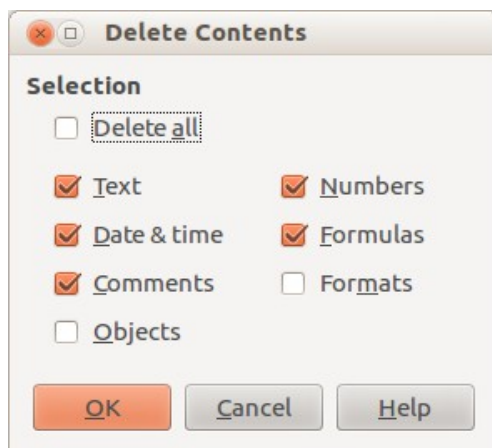 Delete Contents
Selection
Delete all
Text
Numbers
Date & time
Formulas
Comments
Formats
Objects
OK
Cancel
Help